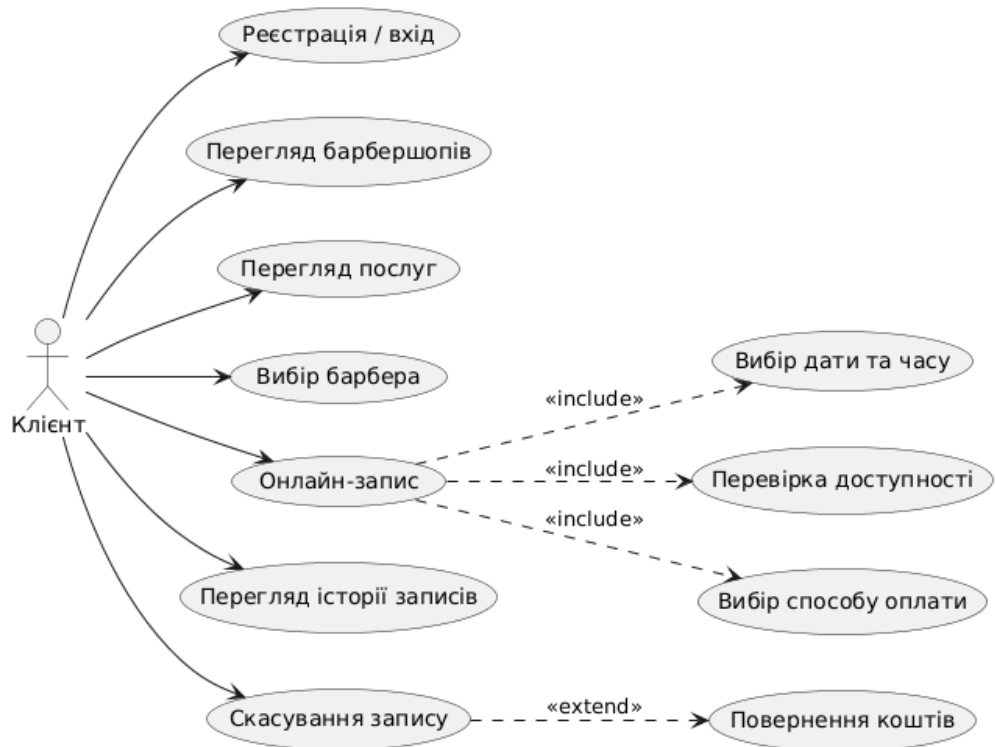 Реєстрація / вхід
Перегляд барбершопів
Перегляд послуг
Вибір барбера
Клієнт
Онлайн-запис
Перегляд історії записів
Скасування запису
«include»
«include»
«include»
«extend»
Вибір дати та часу
Перевірка доступності
Вибір способу оплати
Повернення коштів